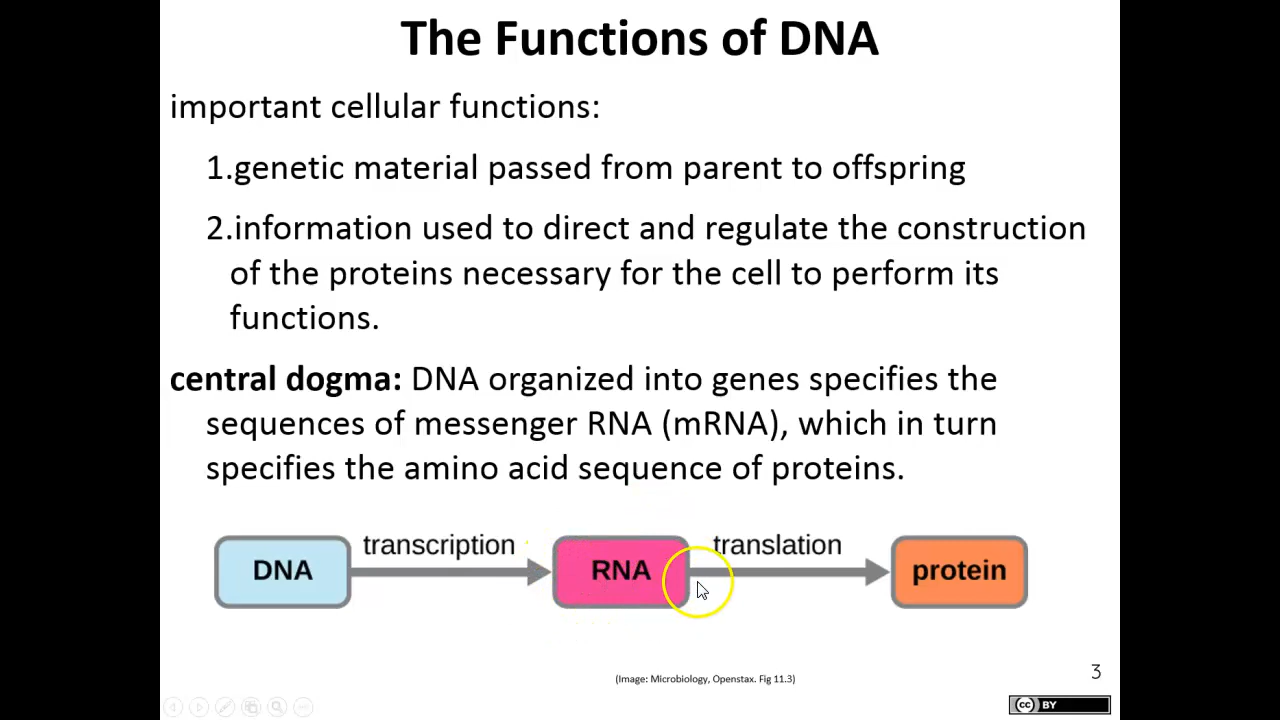 The Functions of DNA
important cellular functions:
1.genetic material passed from parent to offspring
2.information used to direct and regulate the construction
of the proteins necessary for the cell to perform its
functions.
central dogma: DNA organized into genes specifies the
sequences of messenger RNA (mRNA), which in turn
specifies the amino acid sequence of proteins.
transcription translation
DNA RNA protein
(Image: Microbiology, Openstax. Fig 11.3)
3
cc BY